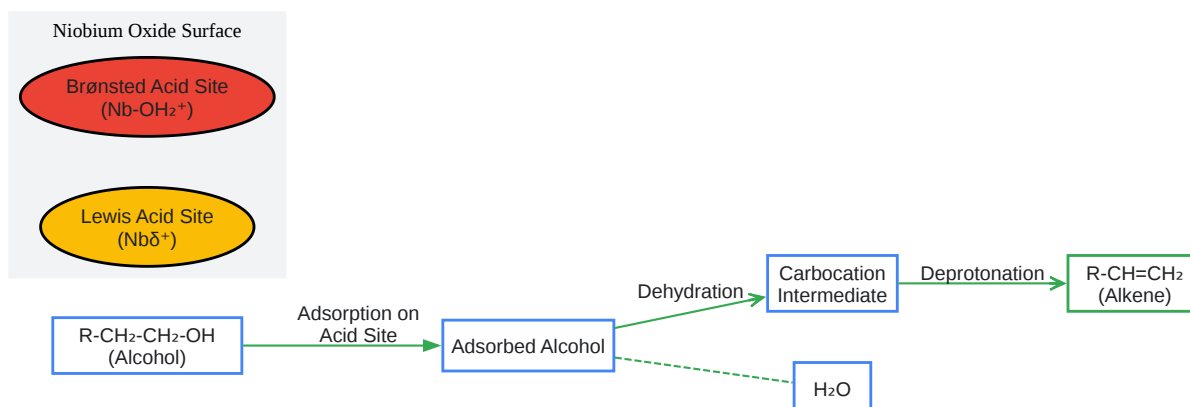 Niobium Oxide Surface
Brønsted Acid Site
(Nb-OH₂⁺)
Lewis Acid Site
(Nbδ⁺)
R-CH₂-CH₂-OH
(Alcohol)
Adsorption on
Acid Site
Adsorbed Alcohol
Dehydration
Carbocation
Intermediate
Deprotonation
R-CH=CH₂
(Alkene)
H₂O